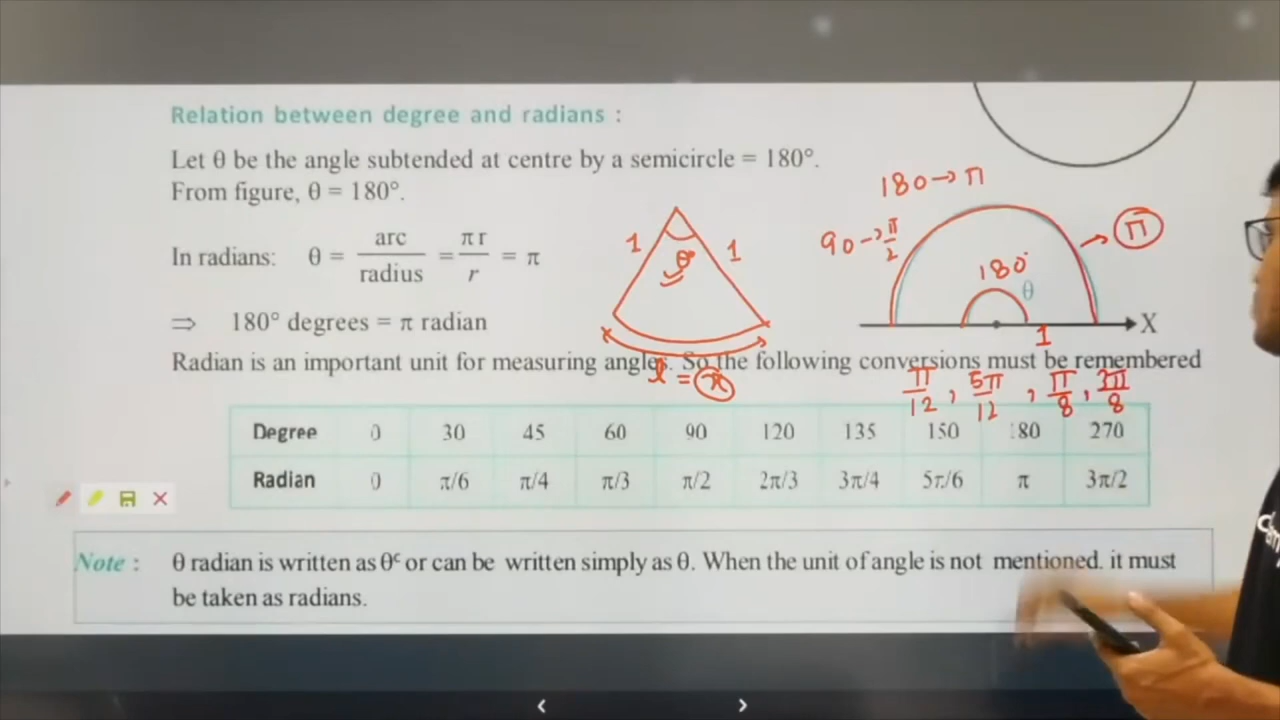 Relation between degree and radians :
Let θ be the angle subtended at centre by a semicircle = 180°.
From figure, θ = 180°.
180→π
90→π/2
π
180°
θ
1
X
1
θ°
1
l = x
In radians: θ = arc/radius = πr/r = π
⇒ 180° degrees = π radian
Radian is an important unit for measuring angles. So the following conversions must be remembered
π/12, 5π/12, π/8, 3π/8
Degree 0 30 45 60 90 120 135 150 180 270
Radian 0 π/6 π/4 π/3 π/2 2π/3 3π/4 5π/6 π 3π/2
Note : θ radian is written as θᶜ or can be written simply as θ. When the unit of angle is not mentioned. it must
be taken as radians.